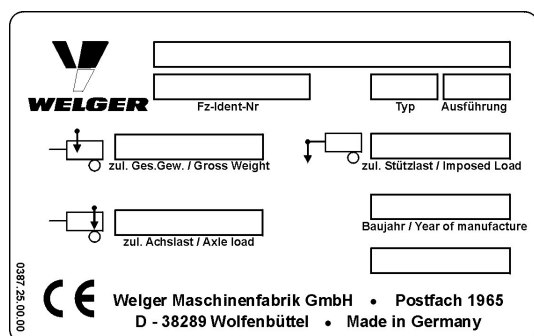 WELGER
Fz-Ident-Nr
Typ
Ausführung
zul. Ges.Gew. / Gross Weight
zul. Stützlast / Imposed Load
zul. Achslast / Axle load
Baujahr / Year of manufacture
0387.25.00.00
CE
Welger Maschinenfabrik GmbH • Postfach 1965
D - 38289 Wolfenbüttel • Made in Germany